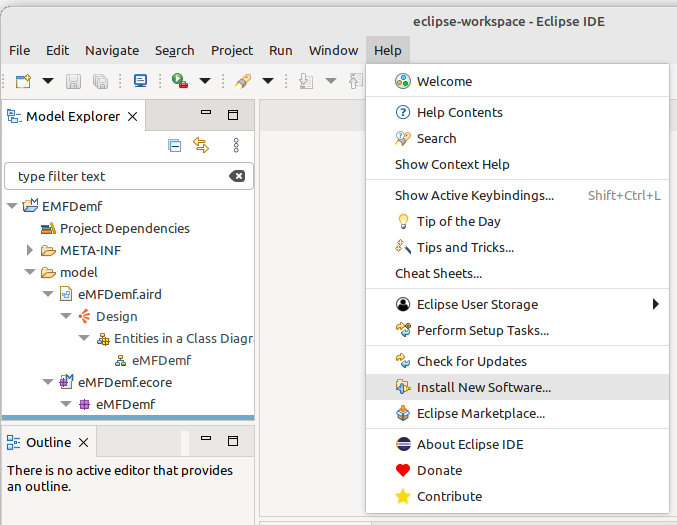 eclipse-workspace - Eclipse IDE
File Edit Navigate Search Project Run Window Help
Model Explorer
type filter text
EMFDemf
Project Dependencies
META-INF
model
eMFDemf.aird
Design
Entities in a Class Diagra
eMFDemf
eMFDemf.ecore
eMFDemf
Outline
There is no active editor that provides
an outline.
Welcome
Help Contents
Search
Show Context Help
Show Active Keybindings... Shift+Ctrl+L
Tip of the Day
Tips and Tricks...
Cheat Sheets...
Eclipse User Storage
Perform Setup Tasks...
Check for Updates
Install New Software...
Eclipse Marketplace...
About Eclipse IDE
Donate
Contribute